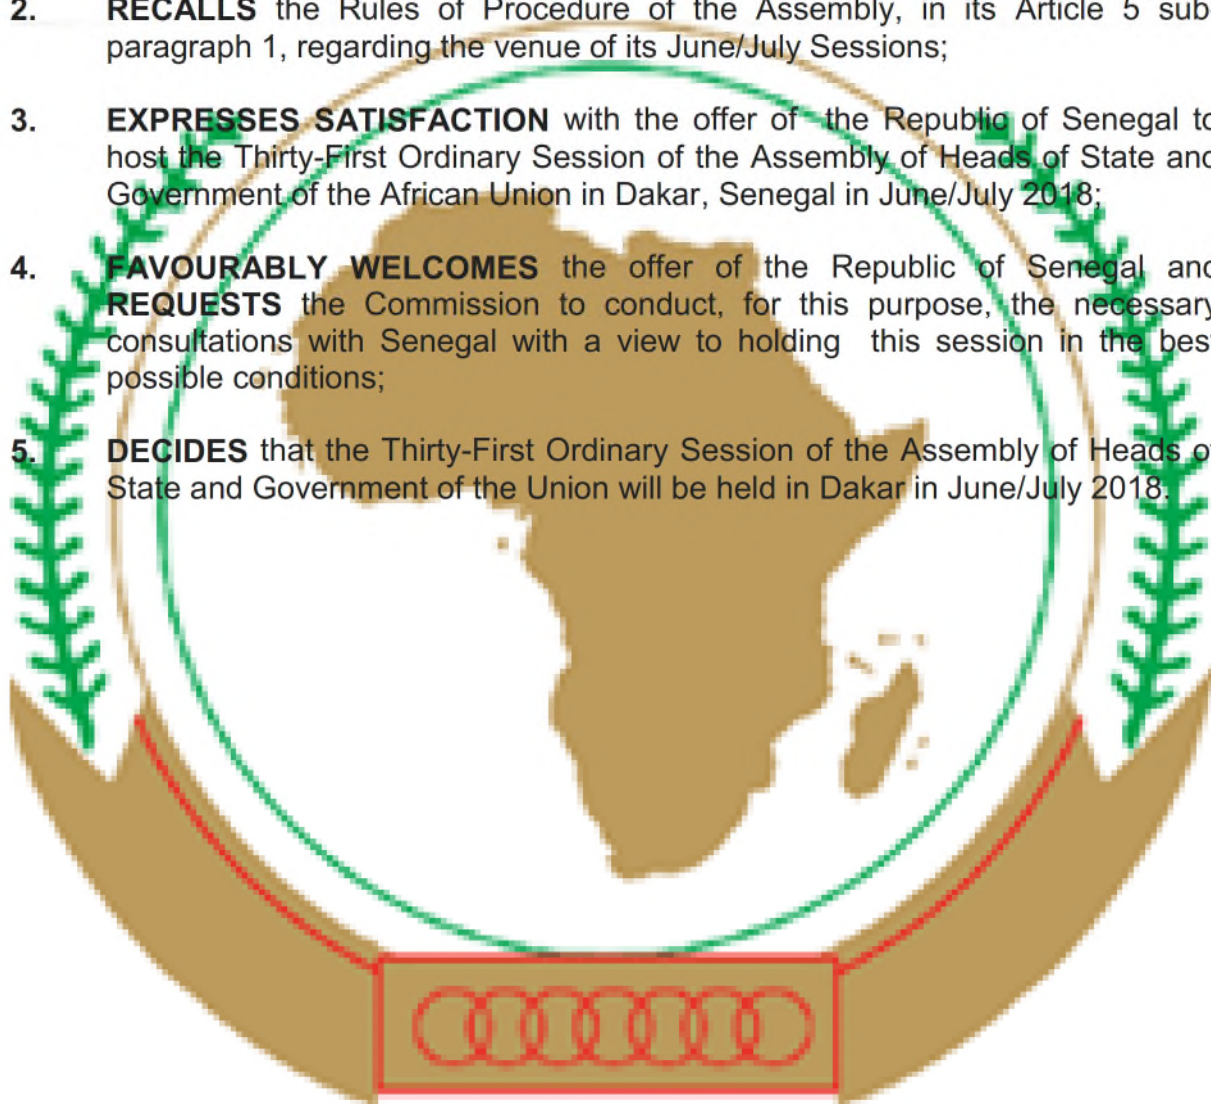 2. RECALLS the Rules of Procedure of the Assembly, in its Article 5 sub-
paragraph 1, regarding the venue of its June/July Sessions;
3. EXPRESSES SATISFACTION with the offer of the Republic of Senegal to
host the Thirty-First Ordinary Session of the Assembly of Heads of State and
Government of the African Union in Dakar, Senegal in June/July 2018;
4. FAVOURABLY WELCOMES the offer of the Republic of Senegal and
REQUESTS the Commission to conduct, for this purpose, the necessary
consultations with Senegal with a view to holding this session in the best
possible conditions;
5. DECIDES that the Thirty-First Ordinary Session of the Assembly of Heads of
State and Government of the Union will be held in Dakar in June/July 2018.